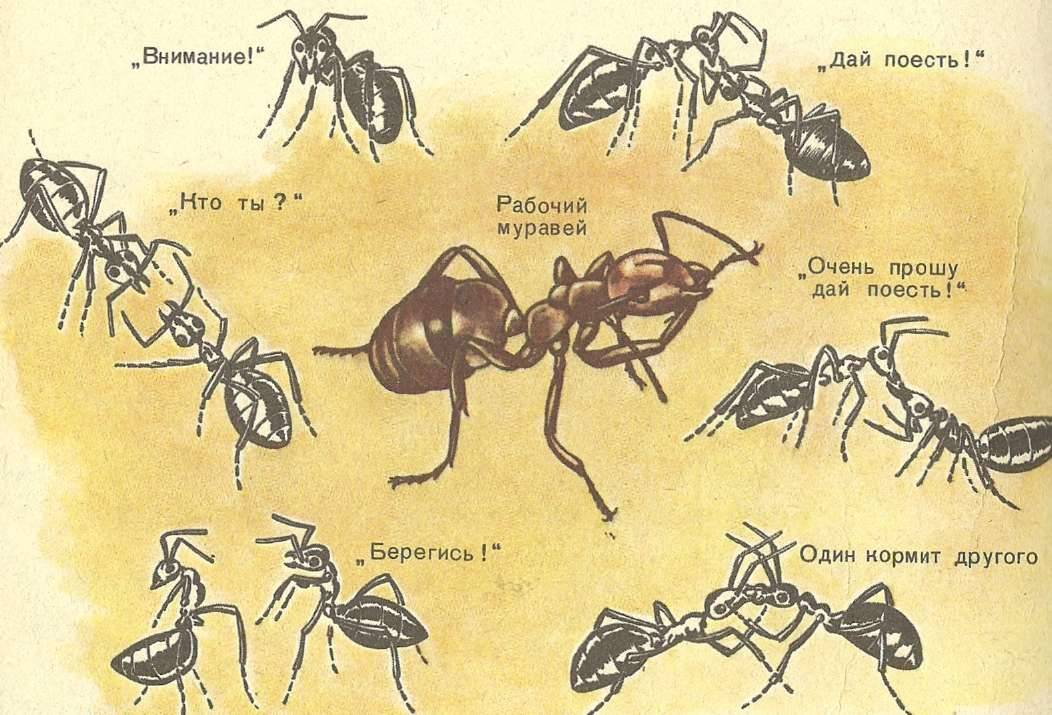 „Внимание!“
„Дай поесть!“
„Кто ты?“
Рабочий
муравей
„Очень прошу
дай поесть!“
„Берегись!“
Один кормит другого